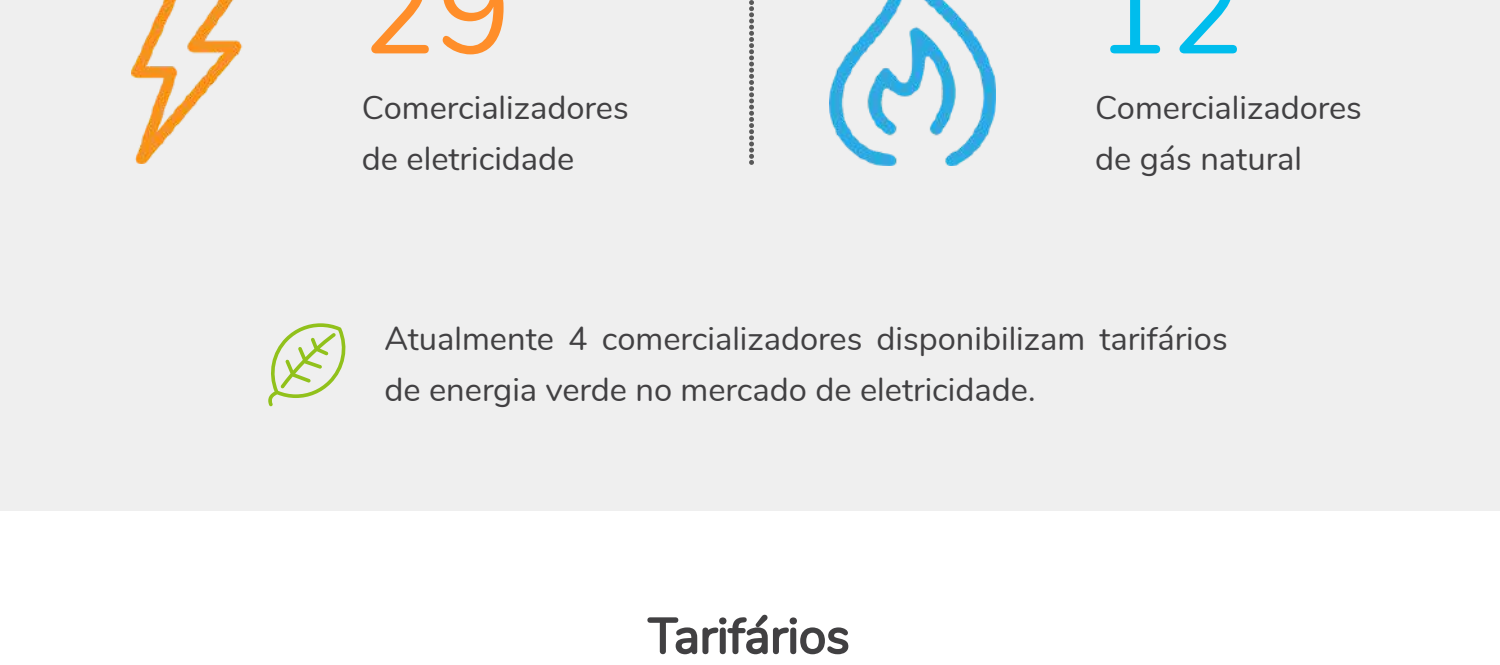 29
12
Comercializadores
de eletricidade
Comercializadores
de gás natural
Atualmente 4 comercializadores disponibilizam tarifários
de energia verde no mercado de eletricidade.
Tarifários